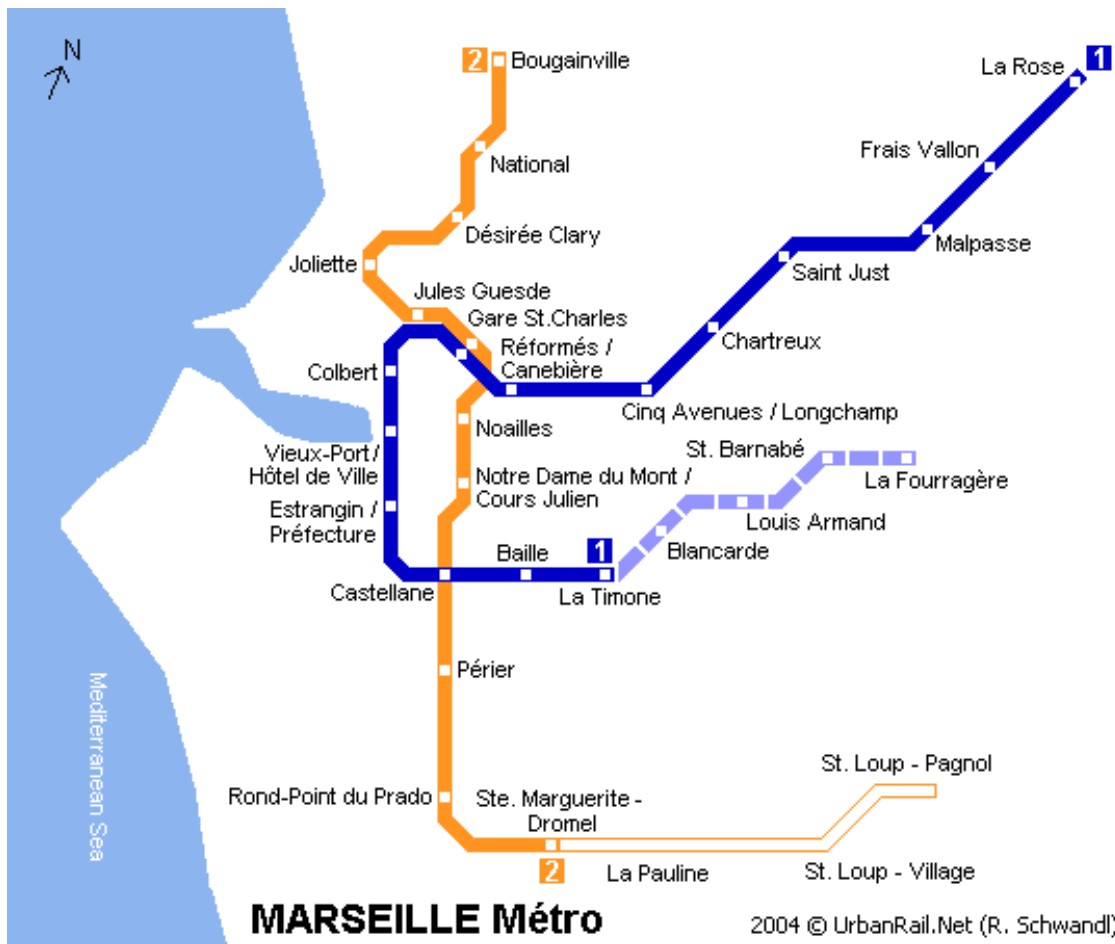 N
2
Bougainville
1
La Rose
National
Frais Vallon
Désirée Clary
Malpasse
Joliette
Saint Just
Jules Guesde
Gare St.Charles
Réformés /
Canebière
Chartreux
Colbert
Cinq Avenues / Longchamp
Noailles
Vieux-Port /
Hôtel de Ville
St. Barnabé
La Fourragère
Notre Dame du Mont /
Cours Julien
Estrangin /
Préfecture
Louis Armand
Blancarde
Baille
1
Castellane
La Timone
Périer
Mediterranean Sea
St. Loup - Pagnol
Rond-Point du Prado
Ste. Marguerite -
Dromel
2
La Pauline
St. Loup - Village
MARSEILLE Métro
2004 © UrbanRail.Net (R. Schwandl)